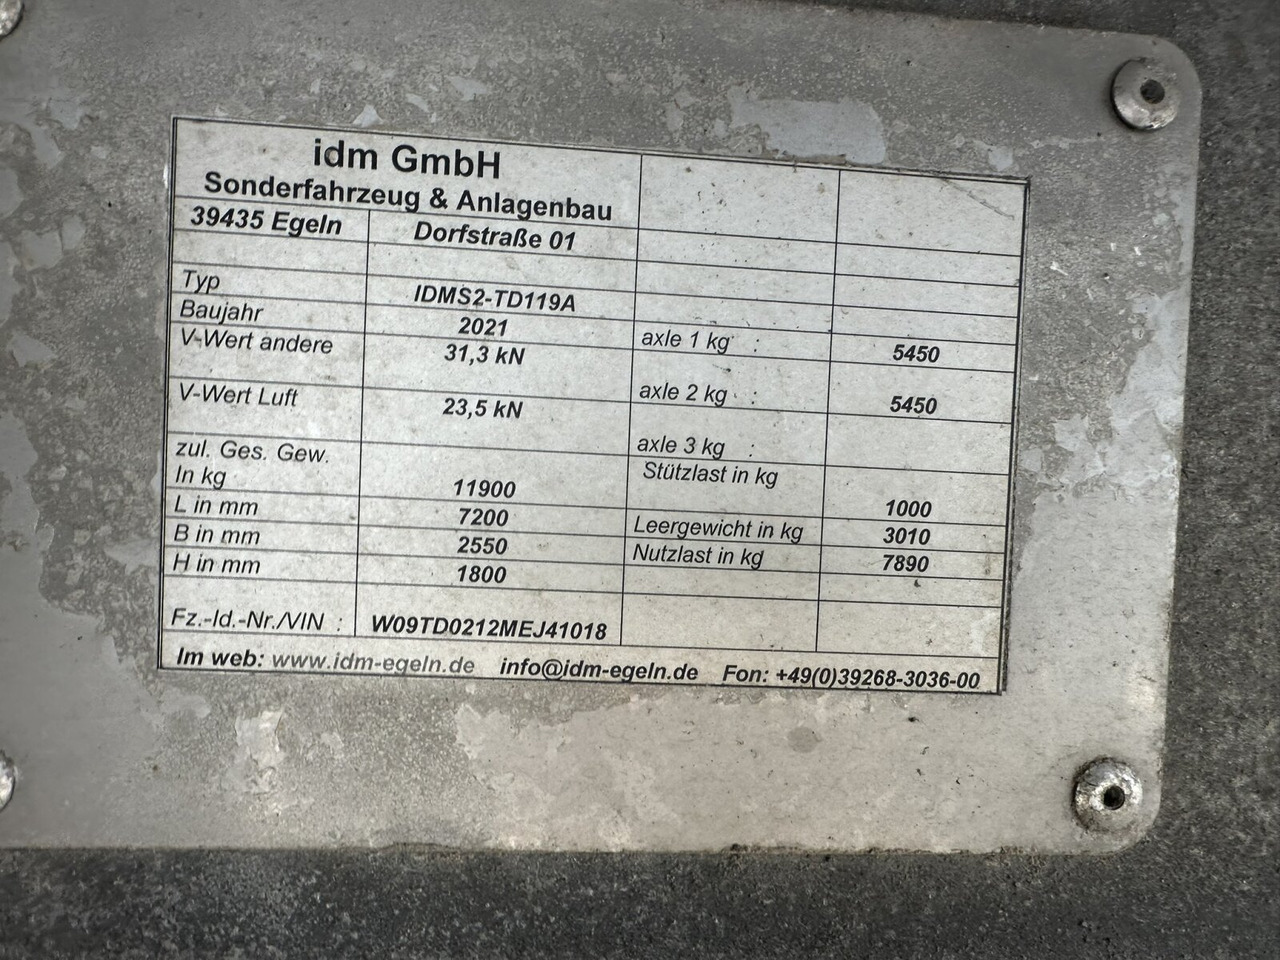 idm GmbH
Sonderfahrzeug & Anlagenbau
39435 Egeln Dorfstraße 01
Typ IDMS2-TD119A
Baujahr 2021
V-Wert andere 31,3 kN axle 1 kg : 5450
V-Wert Luft 23,5 kN axle 2 kg : 5450
axle 3 kg :
zul. Ges. Gew. Stützlast in kg
In kg 11900 1000
L in mm 7200 Leergewicht in kg 3010
B in mm 2550 Nutzlast in kg 7890
H in mm 1800
Fz.-Id.-Nr./VIN : W09TD0212MEJ41018
Im web: www.idm-egeln.de info@idm-egeln.de Fon: +49(0)39268-3036-00